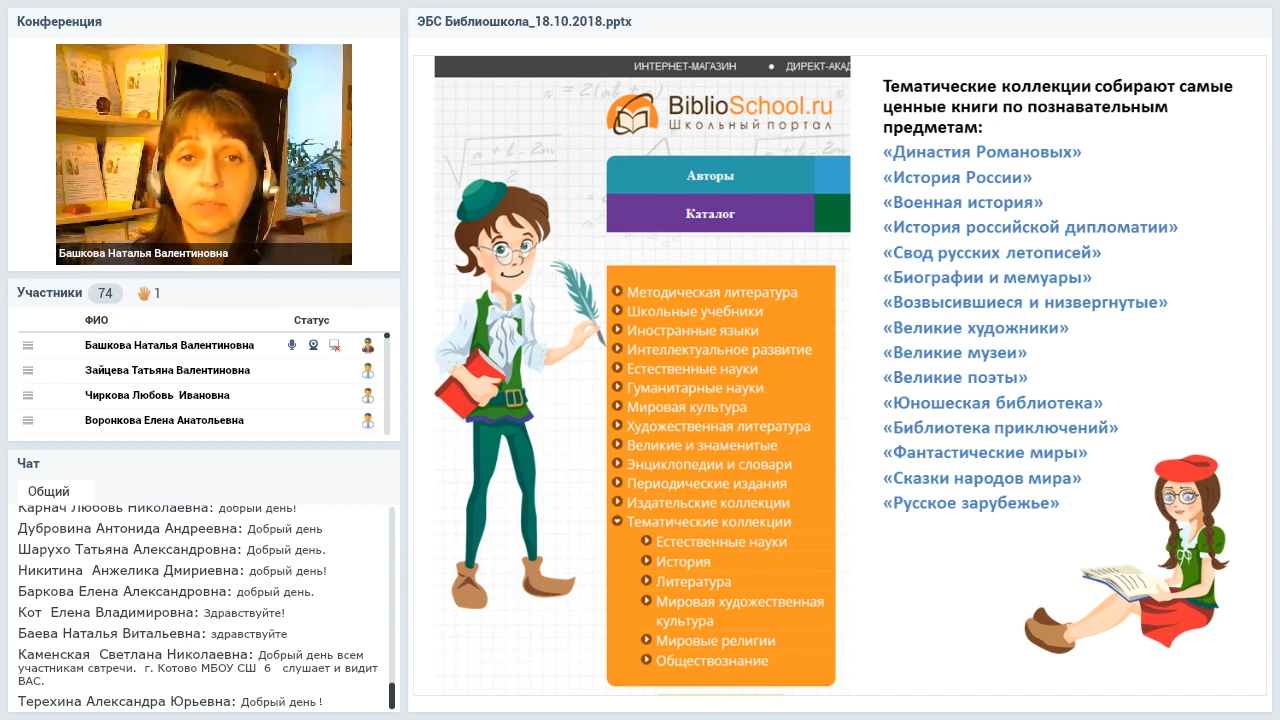 Конференция
Башкова Наталья Валентиновна
Участники 74 1
ФИО Статус
Башкова Наталья Валентиновна
Зайцева Татьяна Валентиновна
Чиркова Любовь Ивановна
Воронкова Елена Анатольевна
Чат
Общий
Карнач Любовь Николаевна: добрый день!
Дубровина Антонида Андреевна: Добрый день
Шарухо Татьяна Александровна: Добрый день.
Никитина Анжелика Дмириевна: добрый день!
Баркова Елена Александровна: добрый день.
Кот Елена Владимировна: Здравствуйте!
Баева Наталья Витальевна: здравствуйте
Каменская Светлана Николаевна: Добрый день всем
участникам свтречи. г. Котово МБОУ СШ 6 слушает и видит
ВАС.
Терехина Александра Юрьевна: Добрый день !
ЭБС Библиошкола_18.10.2018.pptx
ИНТЕРНЕТ-МАГАЗИН ● ДИРЕКТ-АКАД
BiblioSchool.ru
Школьный портал
Авторы
Каталог
Методическая литература
Школьные учебники
Иностранные языки
Интеллектуальное развитие
Естественные науки
Гуманитарные науки
Мировая культура
Художественная литература
Великие и знаменитые
Энциклопедии и словари
Периодические издания
Издательские коллекции
Тематические коллекции
Естественные науки
История
Литература
Мировая художественная
культура
Мировые религии
Обществознание
Тематические коллекции собирают самые
ценные книги по познавательным
предметам:
«Династия Романовых»
«История России»
«Военная история»
«История российской дипломатии»
«Свод русских летописей»
«Биографии и мемуары»
«Возвысившиеся и низвергнутые»
«Великие художники»
«Великие музеи»
«Великие поэты»
«Юношеская библиотека»
«Библиотека приключений»
«Фантастические миры»
«Сказки народов мира»
«Русское зарубежье»